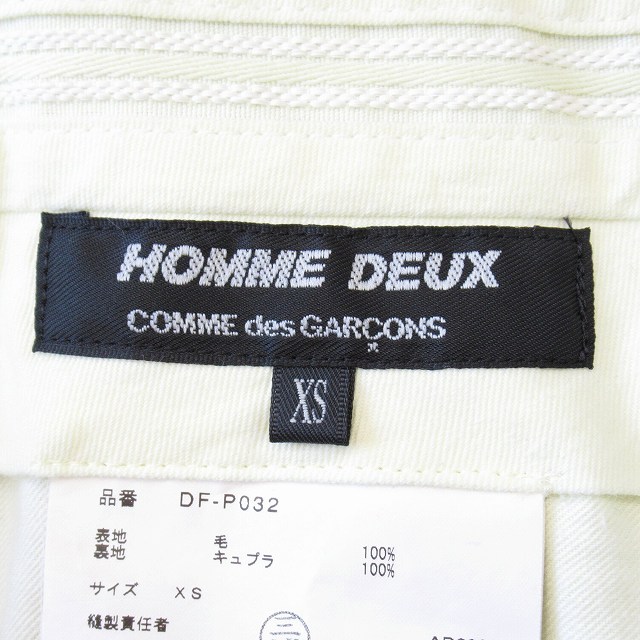 HOMME DEUX
COMME des GARÇONS
XS
品番 DF-P032
表地 毛 100%
裏地 キュプラ 100%
サイズ XS
縫製責任者